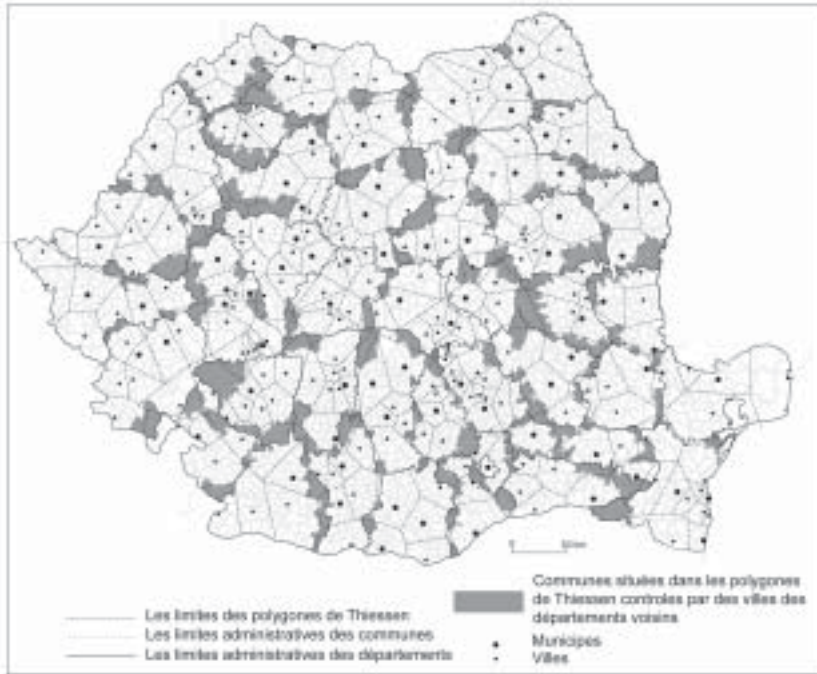 Les limites des polygones de Thiessen
Les limites administratives des communes
Les limites administratives des départements
Communes situées dans les polygones
de Thiessen controles par des villes des
départements voisins
Municipes
Villes